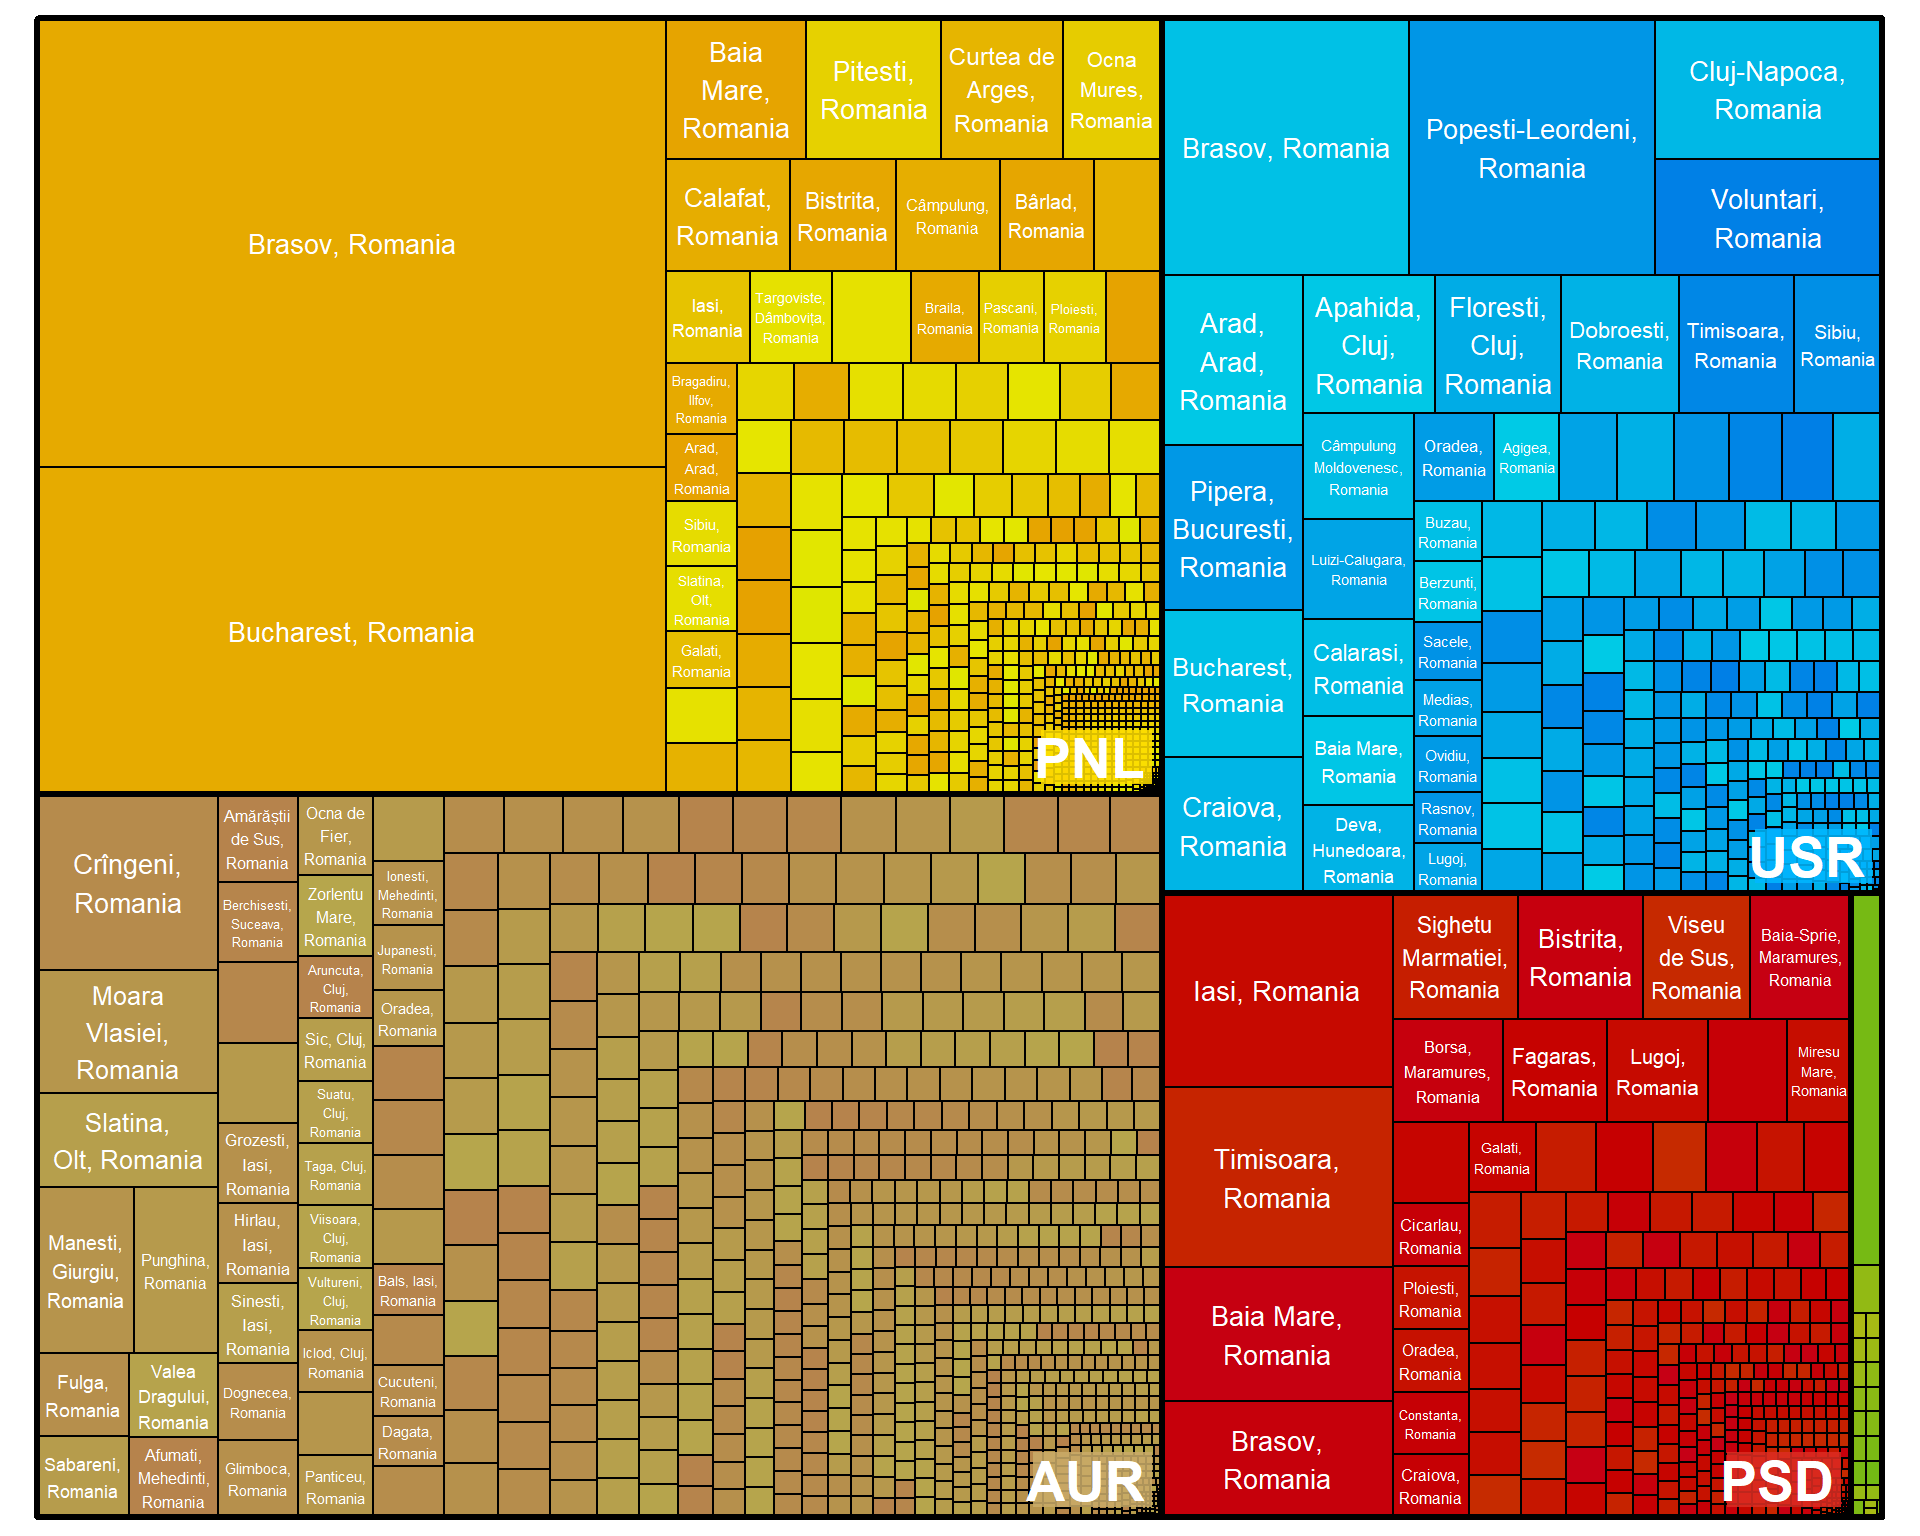 Brasov, Romania
Bucharest, Romania
Baia
Mare,
Romania
Pitesti,
Romania
Curtea de
Arges,
Romania
Ocna
Mures,
Romania
Calafat,
Romania
Bistrita,
Romania
Câmpulung,
Romania
Bârlad,
Romania
Iasi,
Romania
Targoviste,
Dâmbovița,
Romania
Braila,
Romania
Pascani,
Romania
Ploiesti,
Romania
Bragadiru,
Ilfov,
Romania
Arad,
Arad,
Romania
Sibiu,
Romania
Slatina,
Olt,
Romania
Galati,
Romania
PNL
Brasov, Romania
Popesti-Leordeni,
Romania
Cluj-Napoca,
Romania
Voluntari,
Romania
Arad,
Arad,
Romania
Apahida,
Cluj,
Romania
Floresti,
Cluj,
Romania
Dobroesti,
Romania
Timisoara,
Romania
Sibiu,
Romania
Pipera,
Bucuresti,
Romania
Bucharest,
Romania
Craiova,
Romania
Câmpulung
Moldovenesc,
Romania
Luizi-Calugara,
Romania
Calarasi,
Romania
Baia Mare,
Romania
Deva,
Hunedoara,
Romania
Oradea,
Romania
Agigea,
Romania
Buzau,
Romania
Berzunti,
Romania
Sacele,
Romania
Medias,
Romania
Ovidiu,
Romania
Rasnov,
Romania
Lugoj,
Romania
USR
Crîngeni,
Romania
Moara
Vlasiei,
Romania
Slatina,
Olt, Romania
Manesti,
Giurgiu,
Romania
Punghina,
Romania
Fulga,
Romania
Valea
Dragului,
Romania
Sabareni,
Romania
Afumati,
Mehedinti,
Romania
Amărăștii
de Sus,
Romania
Berchisesti,
Suceava,
Romania
Grozesti,
Iasi,
Romania
Hirlau,
Iasi,
Romania
Sinesti,
Iasi,
Romania
Dognecea,
Romania
Glimboca,
Romania
Ocna de
Fier,
Romania
Zorlentu
Mare,
Romania
Aruncuta,
Cluj,
Romania
Sic, Cluj,
Romania
Suatu,
Cluj,
Romania
Taga, Cluj,
Romania
Viisoara,
Cluj,
Romania
Vultureni,
Cluj,
Romania
Iclod, Cluj,
Romania
Panticeu,
Romania
Ionesti,
Mehedinti,
Romania
Jupanesti,
Romania
Oradea,
Romania
Bals, Iasi,
Romania
Cucuteni,
Romania
Dagata,
Romania
AUR
Iasi, Romania
Timisoara,
Romania
Baia Mare,
Romania
Brasov,
Romania
Sighetu
Marmatiei,
Romania
Bistrita,
Romania
Viseu
de Sus,
Romania
Baia-Sprie,
Maramures,
Romania
Borsa,
Maramures,
Romania
Fagaras,
Romania
Lugoj,
Romania
Miresu
Mare,
Romania
Galati,
Romania
Cicarlau,
Romania
Ploiesti,
Romania
Oradea,
Romania
Constanta,
Romania
Craiova,
Romania
PSD